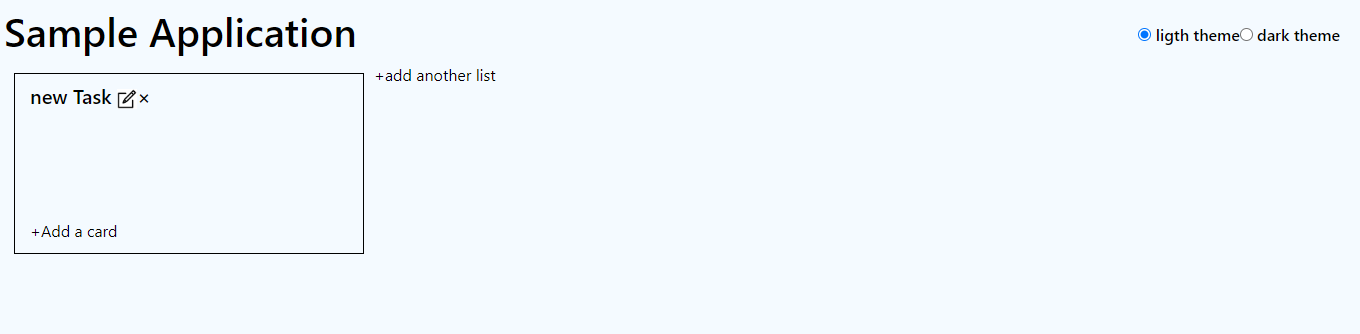 Sample Application
ligth theme dark theme
+add another list
new Task ×
+Add a card